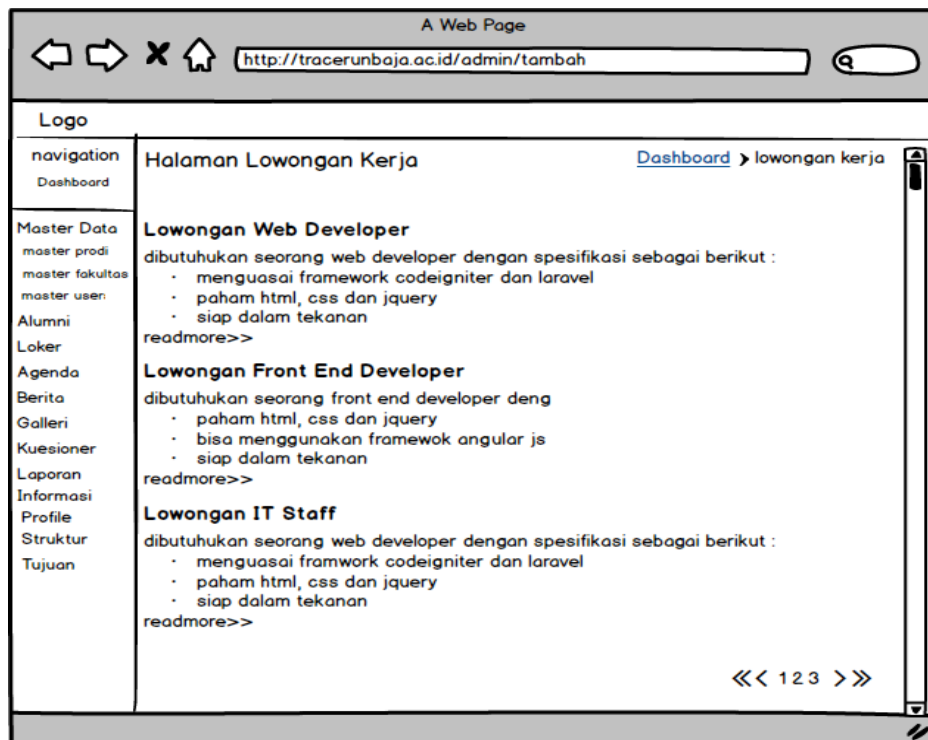 A Web Page
http://tracerunbaja.ac.id/admin/tambah
Logo
navigation
Dashboard
Master Data
master prodi
master fakultas
master user
Alumni
Loker
Agenda
Berita
Galleri
Kuesioner
Laporan
Informasi
Profile
Struktur
Tujuan
Halaman Lowongan Kerja
Dashboard > lowongan kerja
Lowongan Web Developer
dibutuhukan seorang web developer dengan spesifikasi sebagai berikut :
· menguasai framework codeigniter dan laravel
· paham html, css dan jquery
· siap dalam tekanan
readmore>>
Lowongan Front End Developer
dibutuhukan seorang front end developer deng
· paham html, css dan jquery
· bisa menggunakan framewok angular js
· siap dalam tekanan
readmore>>
Lowongan IT Staff
dibutuhukan seorang web developer dengan spesifikasi sebagai berikut :
· menguasai framwork codeigniter dan laravel
· paham html, css dan jquery
· siap dalam tekanan
readmore>>
≪ < 1 2 3 > ≫